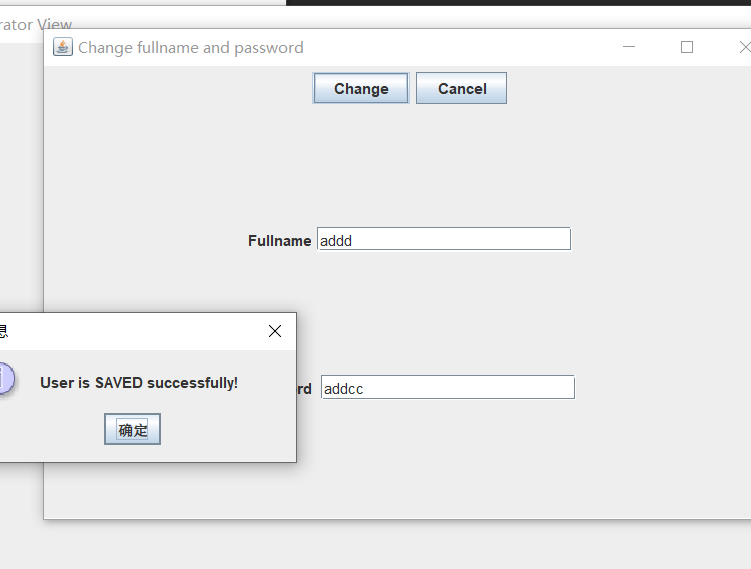 rator View
Change fullname and password
Change Cancel
Fullname addd
息
User is SAVED successfully!
rd addcc
确定